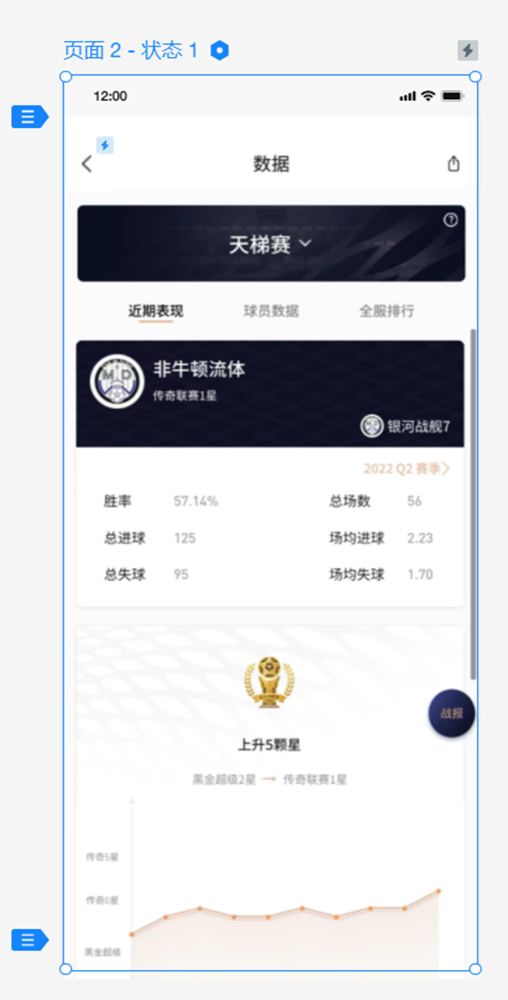 页面 2 - 状态 1
12:00
数据
天梯赛
近期表现 球员数据 全服排行
MD
非牛顿流体
传奇联赛1星
银河战舰7
2022 Q2 赛季
胜率 57.14% 总场数 56
总进球 125 场均进球 2.23
总失球 95 场均失球 1.70
战报
上升5颗星
黑金超级2星 → 传奇联赛1星
传奇5星
传奇0星
黑金超级